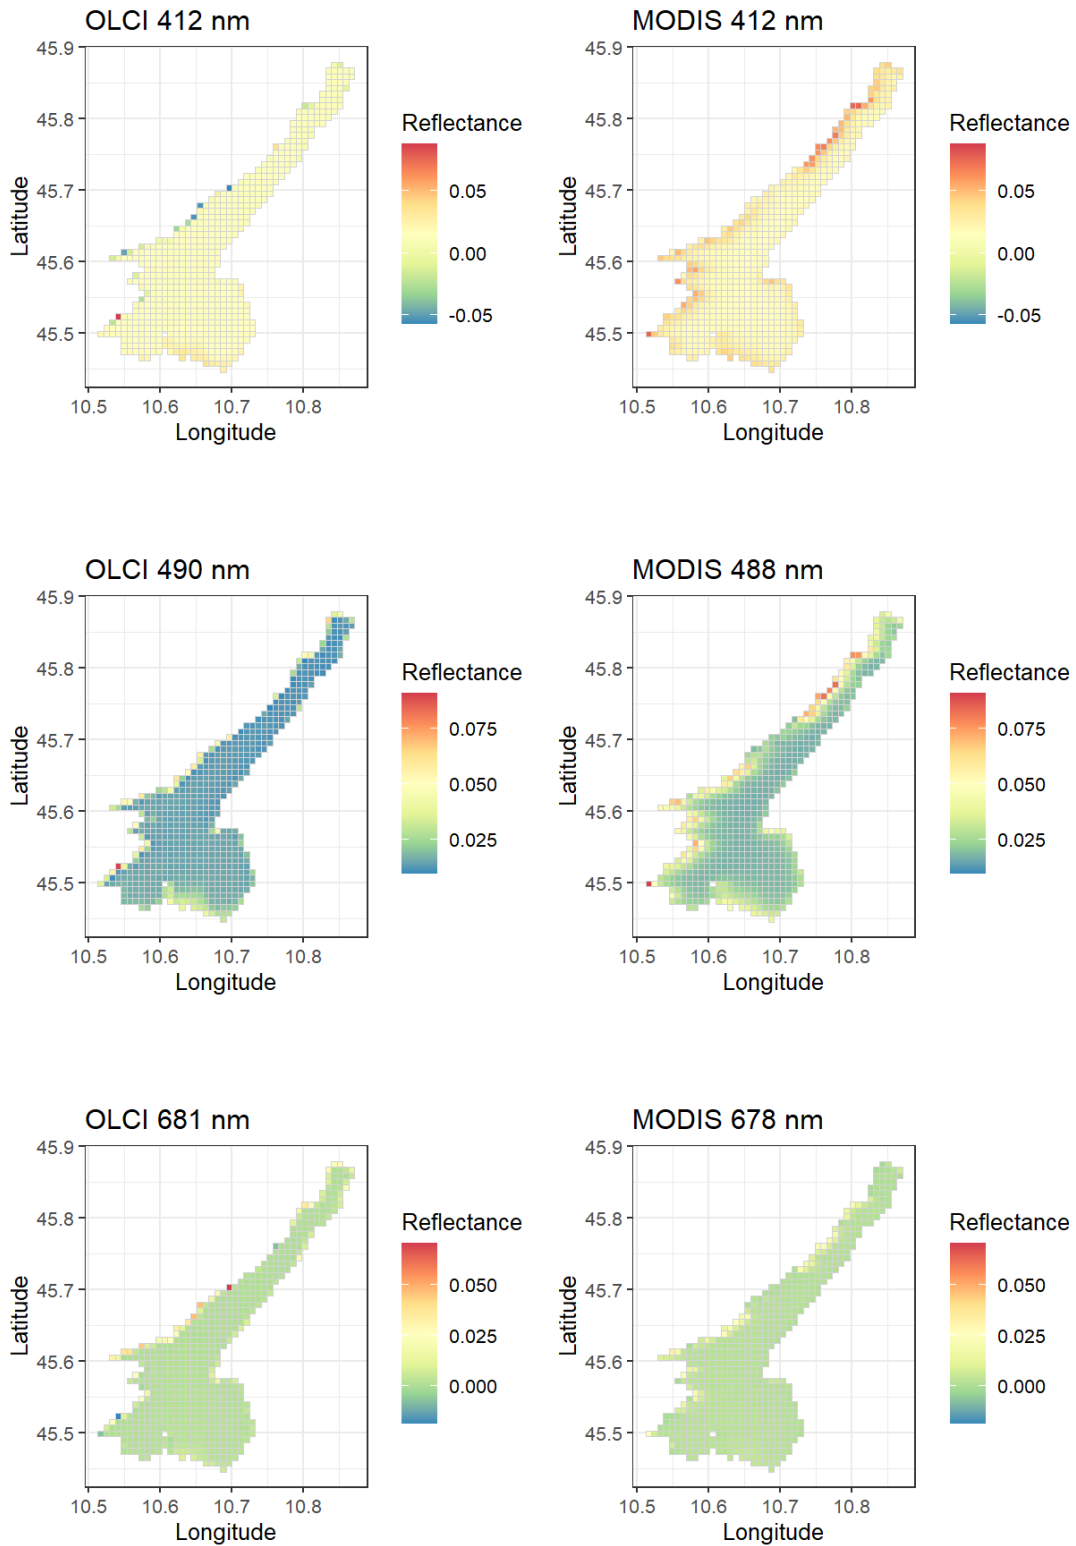 OLCI 412 nm
45.9
45.8
45.7
45.6
45.5
10.5 10.6 10.7 10.8
Longitude
Latitude
Reflectance
0.05
0.00
-0.05
MODIS 412 nm
45.9
45.8
45.7
45.6
45.5
10.5 10.6 10.7 10.8
Longitude
Latitude
Reflectance
0.05
0.00
-0.05
OLCI 490 nm
45.9
45.8
45.7
45.6
45.5
10.5 10.6 10.7 10.8
Longitude
Latitude
Reflectance
0.075
0.050
0.025
MODIS 488 nm
45.9
45.8
45.7
45.6
45.5
10.5 10.6 10.7 10.8
Longitude
Latitude
Reflectance
0.075
0.050
0.025
OLCI 681 nm
45.9
45.8
45.7
45.6
45.5
10.5 10.6 10.7 10.8
Longitude
Latitude
Reflectance
0.050
0.025
0.000
MODIS 678 nm
45.9
45.8
45.7
45.6
45.5
10.5 10.6 10.7 10.8
Longitude
Latitude
Reflectance
0.050
0.025
0.000